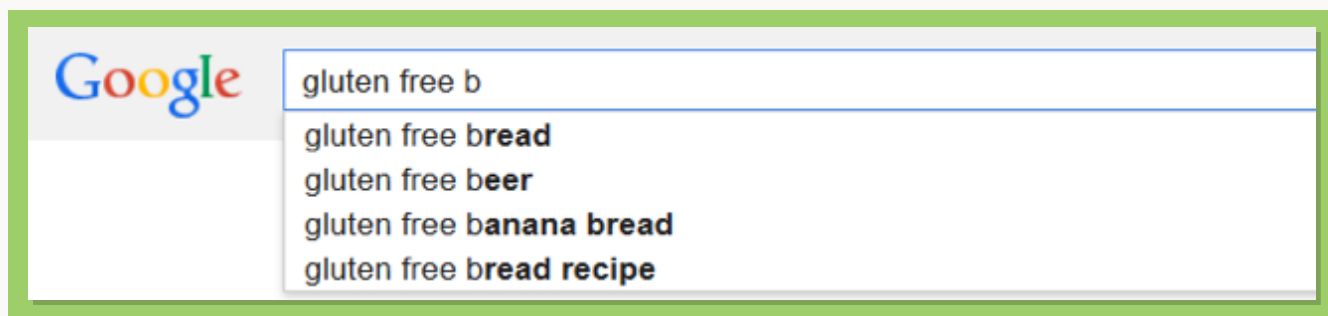 Google
gluten free b
gluten free bread
gluten free beer
gluten free banana bread
gluten free bread recipe